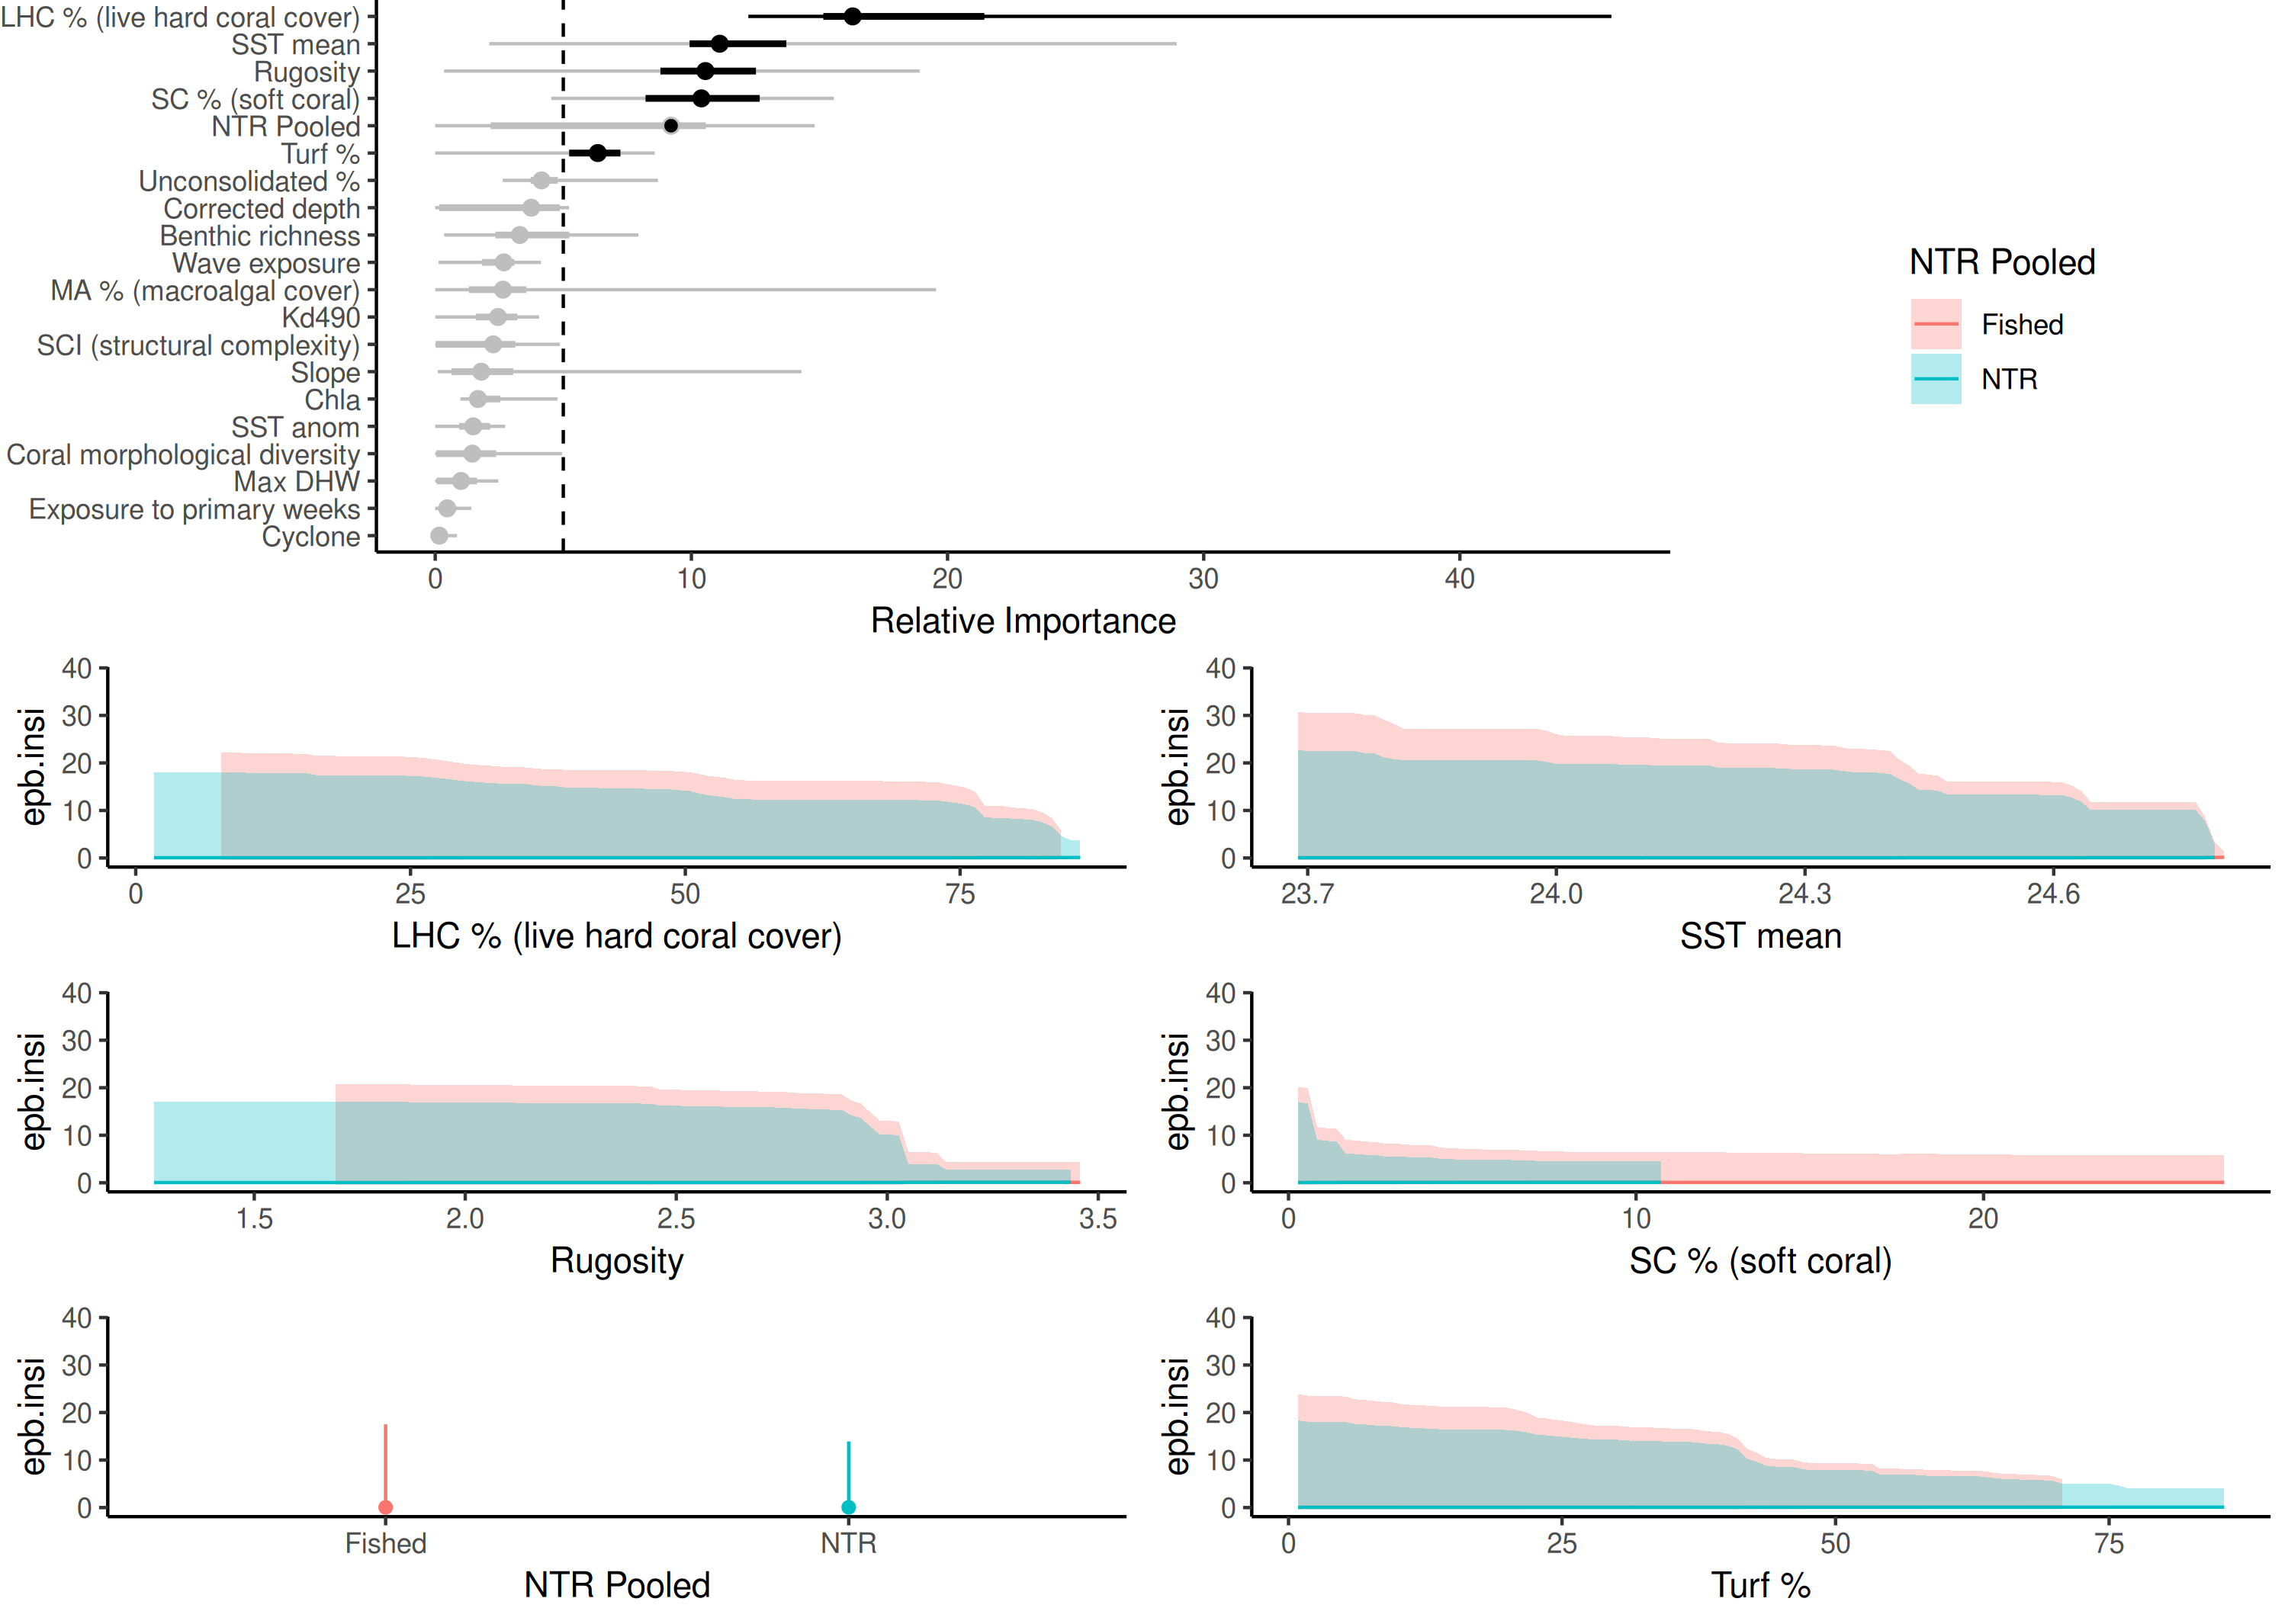 LHC % (live hard coral cover)
SST mean
Rugosity
SC % (soft coral)
NTR Pooled
Turf %
Unconsolidated %
Corrected depth
Benthic richness
Wave exposure
MA % (macroalgal cover)
Kd490
SCI (structural complexity)
Slope
Chla
SST anom
Coral morphological diversity
Max DHW
Exposure to primary weeks
Cyclone
0 10 20 30 40
Relative Importance
NTR Pooled
Fished
NTR
epb.insi
40
30
20
10
0
0 25 50 75
LHC % (live hard coral cover)
epb.insi
40
30
20
10
0
23.7 24.0 24.3 24.6
SST mean
epb.insi
40
30
20
10
0
1.5 2.0 2.5 3.0 3.5
Rugosity
epb.insi
40
30
20
10
0
0 10 20
SC % (soft coral)
epb.insi
40
30
20
10
0
Fished NTR
NTR Pooled
epb.insi
40
30
20
10
0
0 25 50 75
Turf %